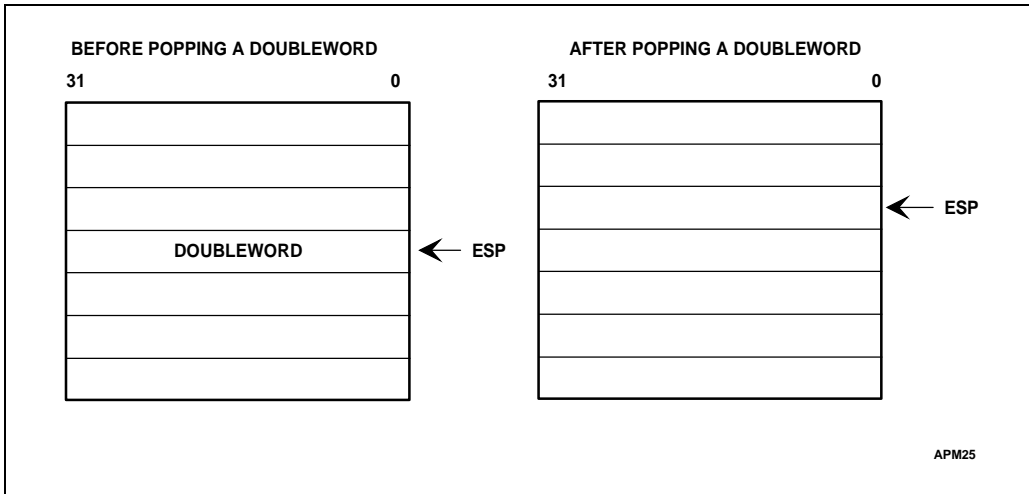 BEFORE POPPING A DOUBLEWORD
31 0
DOUBLEWORD
ESP
AFTER POPPING A DOUBLEWORD
31 0
ESP
APM25